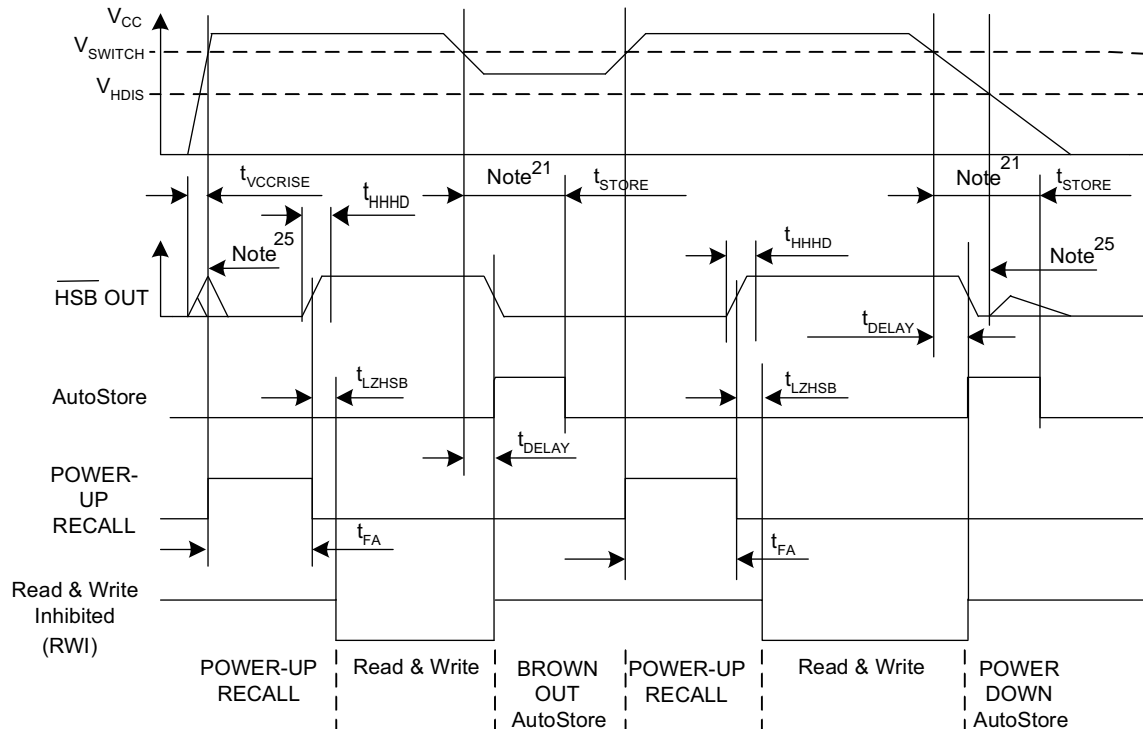 VCC
VSWITCH
VHDIS
tVCCRISE
Note21
tSTORE
Note21
tSTORE
tHHHD
Note25
tHHHD
Note25
HSB OUT
tDELAY
tLZHSB
tLZHSB
AutoStore
tDELAY
POWER-
UP
RECALL
tFA
tFA
Read & Write
Inhibited
(RWI)
POWER-UP
RECALL
Read & Write
BROWN
OUT
AutoStore
POWER-UP
RECALL
Read & Write
POWER
DOWN
AutoStore